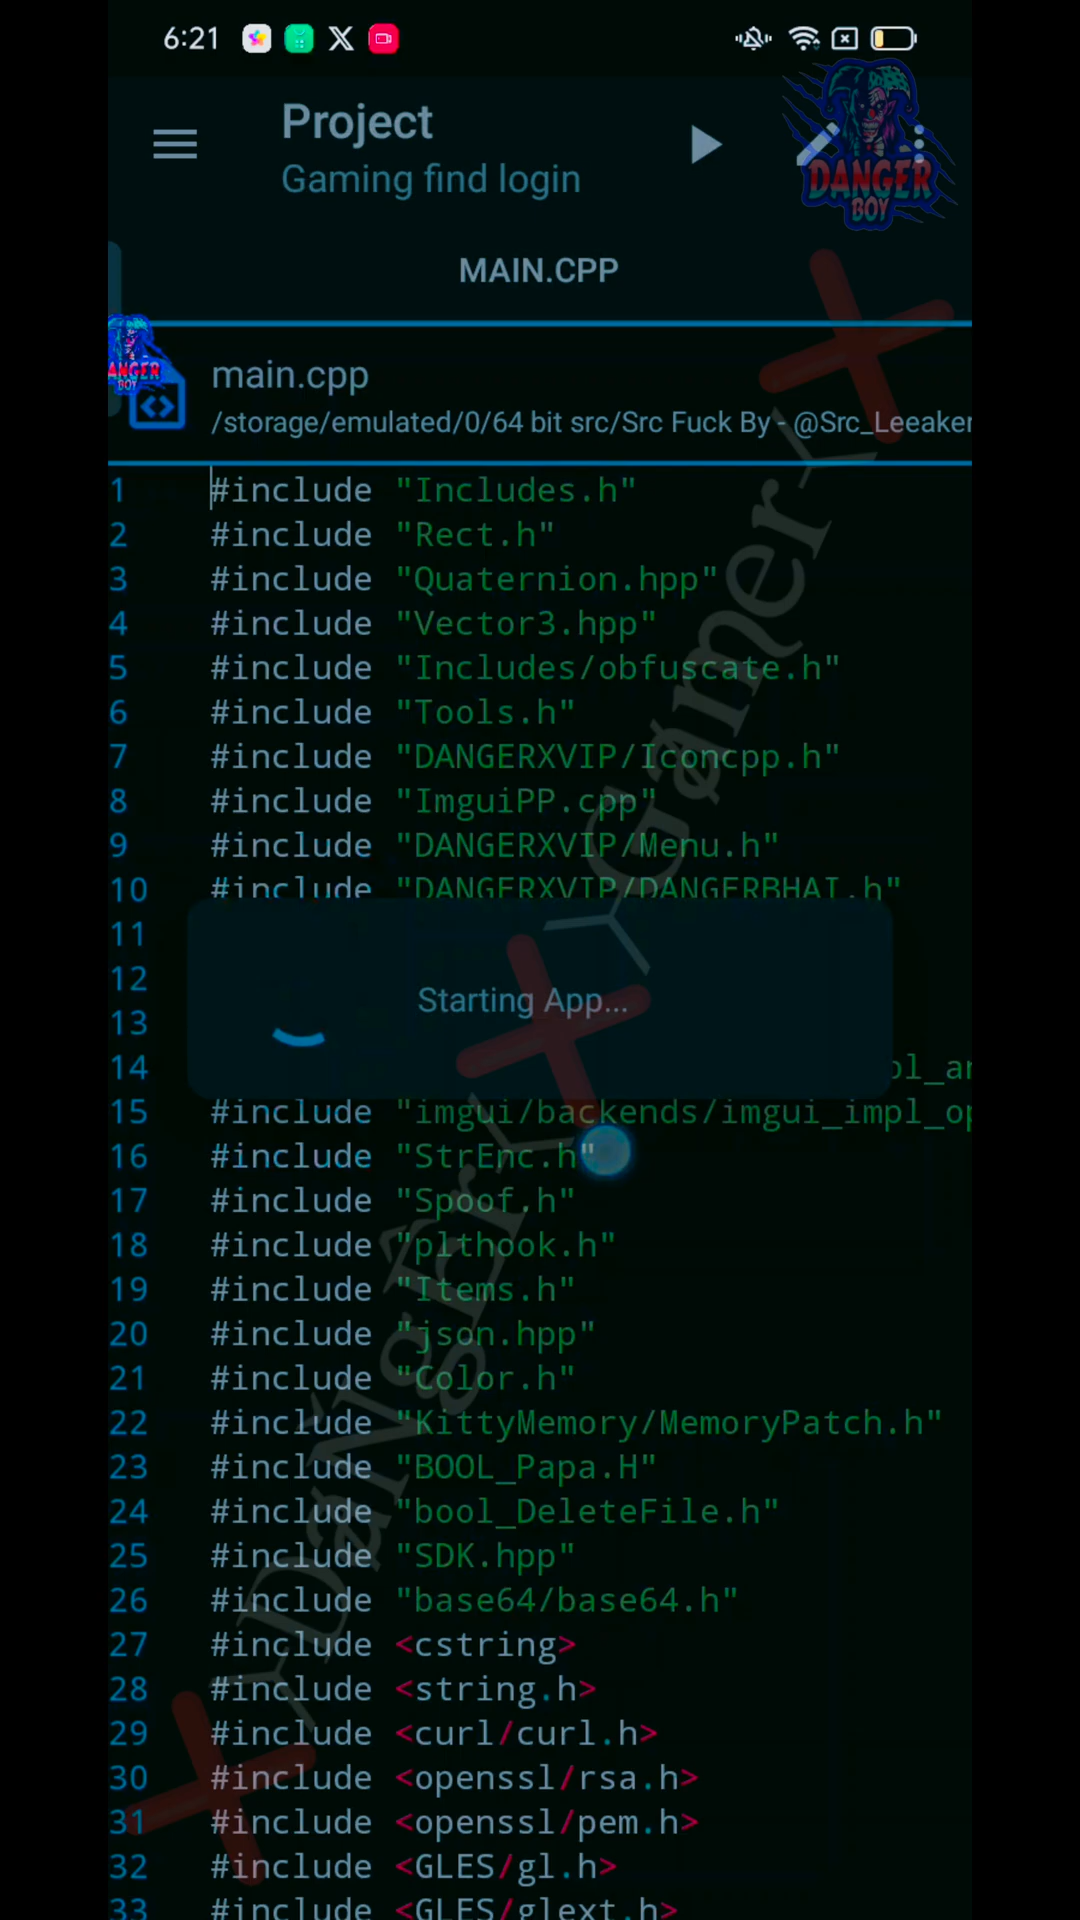 6:21
Project
Gaming find login
DANGER
BOY
MAIN.CPP
main.cpp
/storage/emulated/0/64 bit src/Src Fuck By - @Src_Leeaker
ANGER
BOY
1 #include "Includes.h"
2 #include "Rect.h"
3 #include "Quaternion.hpp"
4 #include "Vector3.hpp"
5 #include "Includes/obfuscate.h"
6 #include "Tools.h"
7 #include "DANGERXVIP/Iconcpp.h"
8 #include "ImguiPP.cpp"
9 #include "DANGERXVIP/Menu.h"
10 #include "DANGERXVIP/DANGERBHAI.h"
11
12
13
Starting App...
14 pl_an
15 #include "imgui/backends/imgui_impl_op
16 #include "StrEnc.h"
17 #include "Spoof.h"
18 #include "plthook.h"
19 #include "Items.h"
20 #include "json.hpp"
21 #include "Color.h"
22 #include "KittyMemory/MemoryPatch.h"
23 #include "BOOL_Papa.H"
24 #include "bool_DeleteFile.h"
25 #include "SDK.hpp"
26 #include "base64/base64.h"
27 #include <cstring>
28 #include <string.h>
29 #include <curl/curl.h>
30 #include <openssl/rsa.h>
31 #include <openssl/pem.h>
32 #include <GLES/gl.h>
33 #include <GLES/glext.h>